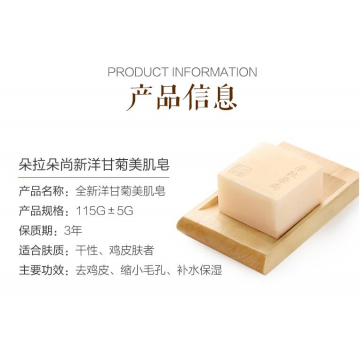 PRODUCT INFORMATION
产品信息
朵拉朵尚新洋甘菊美肌皂
产品名称：全新洋甘菊美肌皂
产品规格：115G±5G
保质期：3年
适合肤质：干性、鸡皮肤者
主要功效：去鸡皮、缩小毛孔、补水保湿